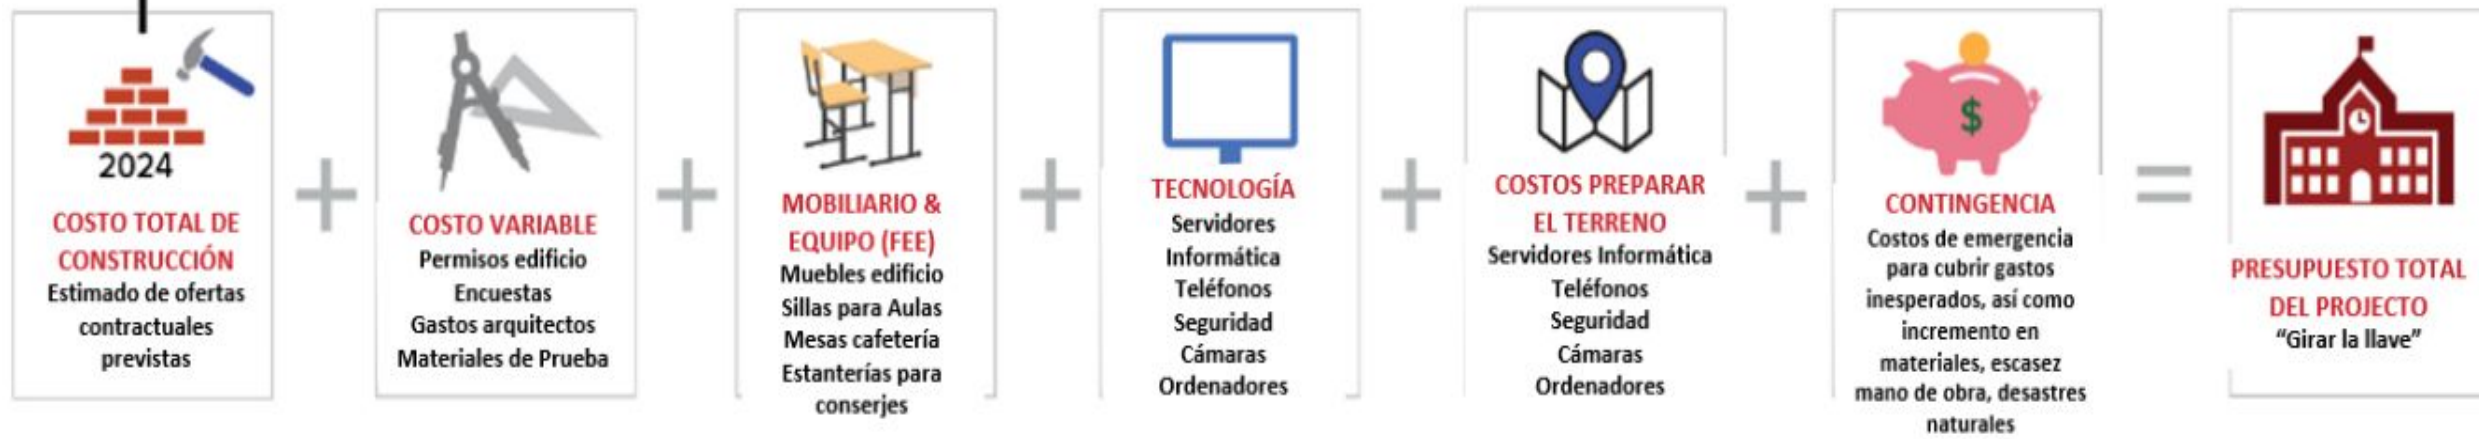 2024
COSTO TOTAL DE
CONSTRUCCIÓN
Estimado de ofertas
contractuales
previstas
+
COSTO VARIABLE
Permisos edificio
Encuestas
Gastos arquitectos
Materiales de Prueba
+
MOBILIARIO &
EQUIPO (FEE)
Muebles edificio
Sillas para Aulas
Mesas cafetería
Estanterías para
conserjes
+
TECNOLOGÍA
Servidores
Informática
Teléfonos
Seguridad
Cámaras
Ordenadores
+
COSTOS PREPARAR
EL TERRENO
Servidores Informática
Teléfonos
Seguridad
Cámaras
Ordenadores
+
$
CONTINGENCIA
Costos de emergencia
para cubrir gastos
inesperados, así como
incremento en
materiales, escasez
mano de obra, desastres
naturales
=
PRESUPUESTO TOTAL
DEL PROJECTO
“Girar la llave”